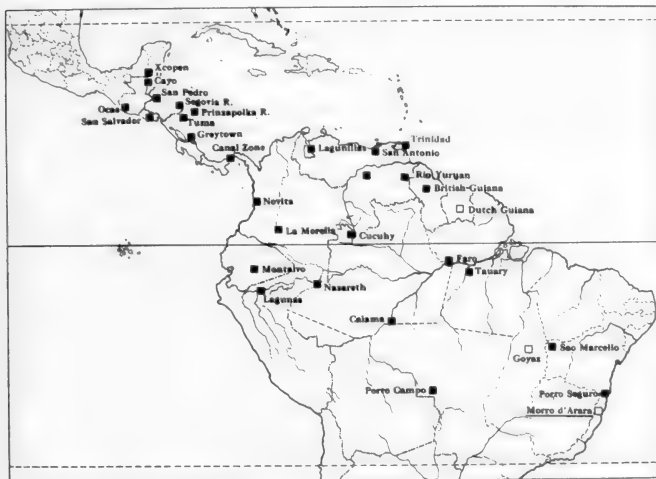 Xcopen
Cayo
San Pedro
Ocas
Segovia R.
Prinzapolka R.
San Salvador
Tuma
Greytown
Canal Zone
Lagunillas
Trinidad
San Antonio
Rio Yuruan
British-Guiana
Novita
Dutch Guiana
La Morelia
Cucuhy
Faro
Montalvo
Tauary
Nasareth
Lagunas
Calama
Goyaz
Sao Marcello
Porto Campo
Porto Seguro
Morro d'Arara